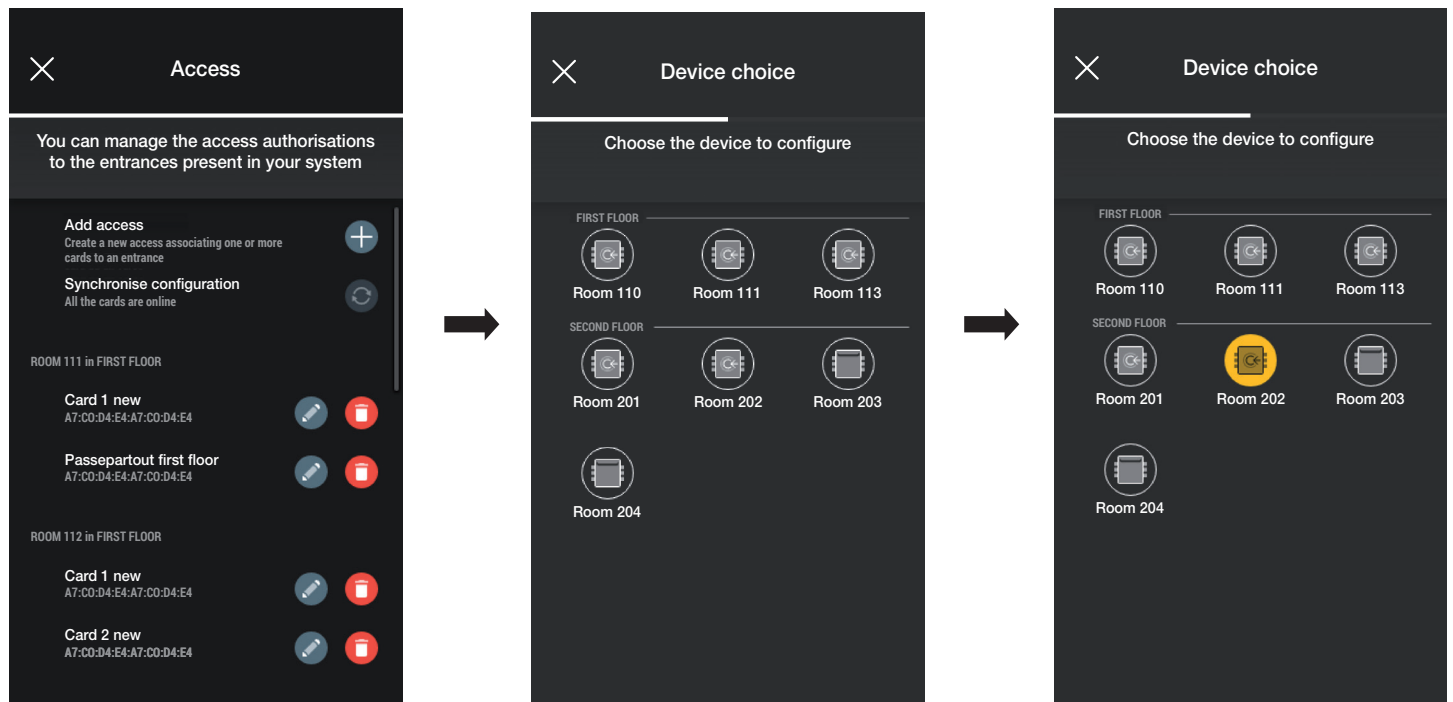 Access
You can manage the access authorisations
to the entrances present in your system
Add access
Create a new access associating one or more
cards to an entrance
Synchronise configuration
All the cards are online
ROOM 111 in FIRST FLOOR
Card 1 new
A7:C0:D4:E4:A7:C0:D4:E4
Passepartout first floor
A7:C0:D4:E4:A7:C0:D4:E4
ROOM 112 in FIRST FLOOR
Card 1 new
A7:C0:D4:E4:A7:C0:D4:E4
Card 2 new
A7:C0:D4:E4:A7:C0:D4:E4
Device choice
Choose the device to configure
FIRST FLOOR
Room 110 Room 111 Room 113
SECOND FLOOR
Room 201 Room 202 Room 203
Room 204
Device choice
Choose the device to configure
FIRST FLOOR
Room 110 Room 111 Room 113
SECOND FLOOR
Room 201 Room 202 Room 203
Room 204